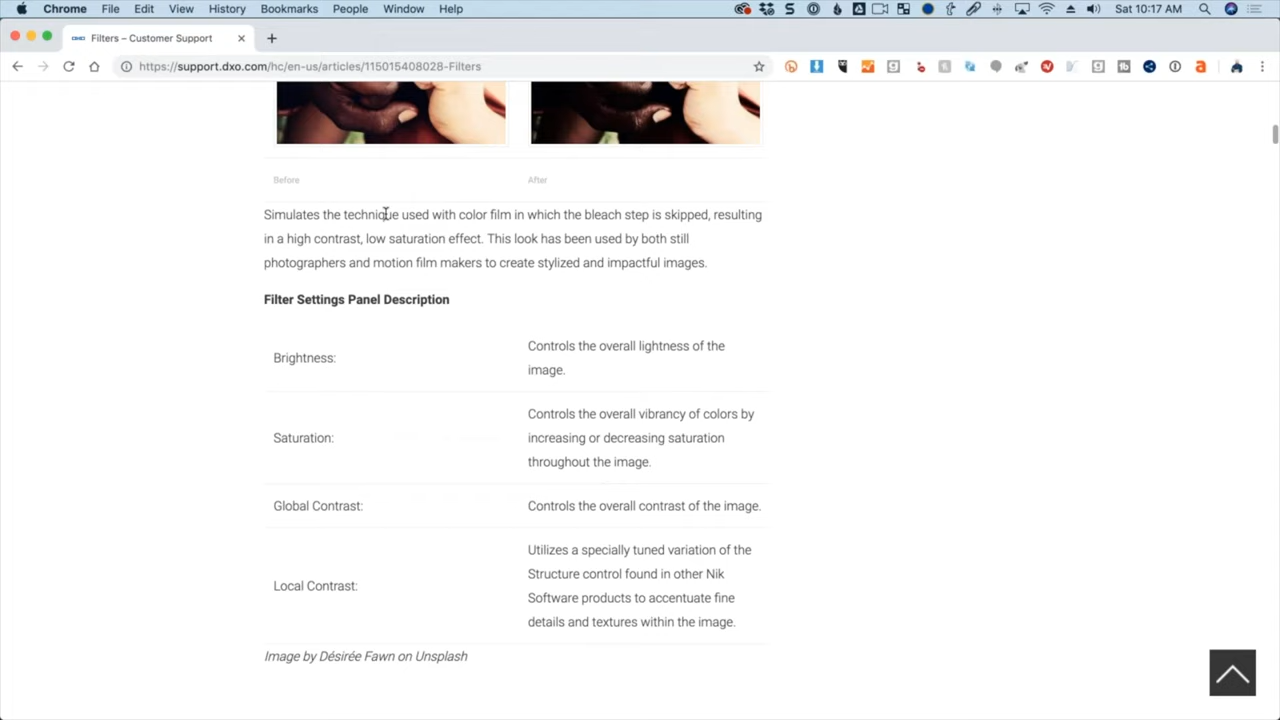 Chrome File Edit View History Bookmarks People Window Help Sat 10:17 AM
Filters – Customer Support
https://support.dxo.com/hc/en-us/articles/115015408028-Filters
Before After
Simulates the technique used with color film in which the bleach step is skipped, resulting
in a high contrast, low saturation effect. This look has been used by both still
photographers and motion film makers to create stylized and impactful images.
Filter Settings Panel Description
Brightness:
Controls the overall lightness of the
image.
Saturation:
Controls the overall vibrancy of colors by
increasing or decreasing saturation
throughout the image.
Global Contrast: Controls the overall contrast of the image.
Local Contrast:
Utilizes a specially tuned variation of the
Structure control found in other Nik
Software products to accentuate fine
details and textures within the image.
Image by Désirée Fawn on Unsplash